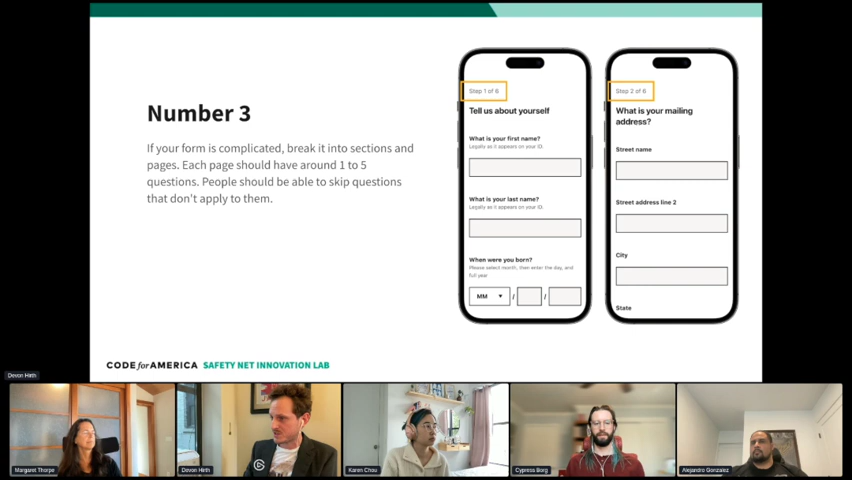 Number 3
If your form is complicated, break it into sections and
pages. Each page should have around 1 to 5
questions. People should be able to skip questions
that don't apply to them.
Step 1 of 6
Tell us about yourself
What is your first name?
Legally as it appears on your ID.
What is your last name?
Legally as it appears on your ID.
When were you born?
Please select month, then enter the day, and
full year
MM / /
Step 2 of 6
What is your mailing
address?
Street name
Street address line 2
City
State
CODE for AMERICA SAFETY NET INNOVATION LAB
Devon Hirth
Margaret Thorpe
Devon Hirth
Karen Chou
Cypress Borg
Alejandro Gonzalez